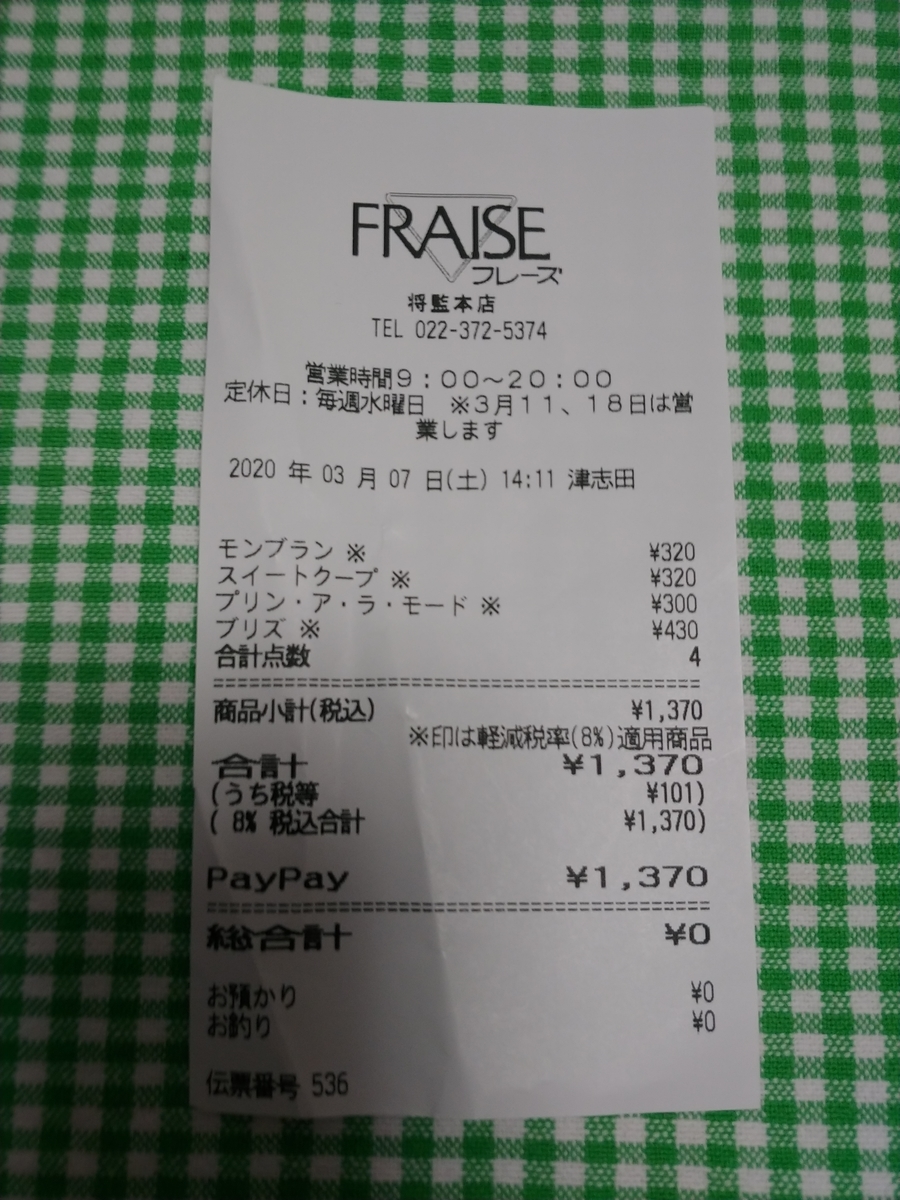 FRAISE
フレーズ
将監本店
TEL 022-372-5374
営業時間9:00～20:00
定休日:毎週水曜日　※3月11、18日は営
業します
2020 年 03 月 07 日(土) 14:11 津志田
モンブラン ※ ¥320
スイートクープ ※ ¥320
プリン・ア・ラ・モード ※ ¥300
ブリズ ※ ¥430
合計点数 4
商品小計(税込) ¥1,370
※印は軽減税率(8%)適用商品
合計 ¥1,370
(うち税等 ¥101)
( 8% 税込合計 ¥1,370)
PayPay ¥1,370
総合計 ¥0
お預かり ¥0
お釣り ¥0
伝票番号 536